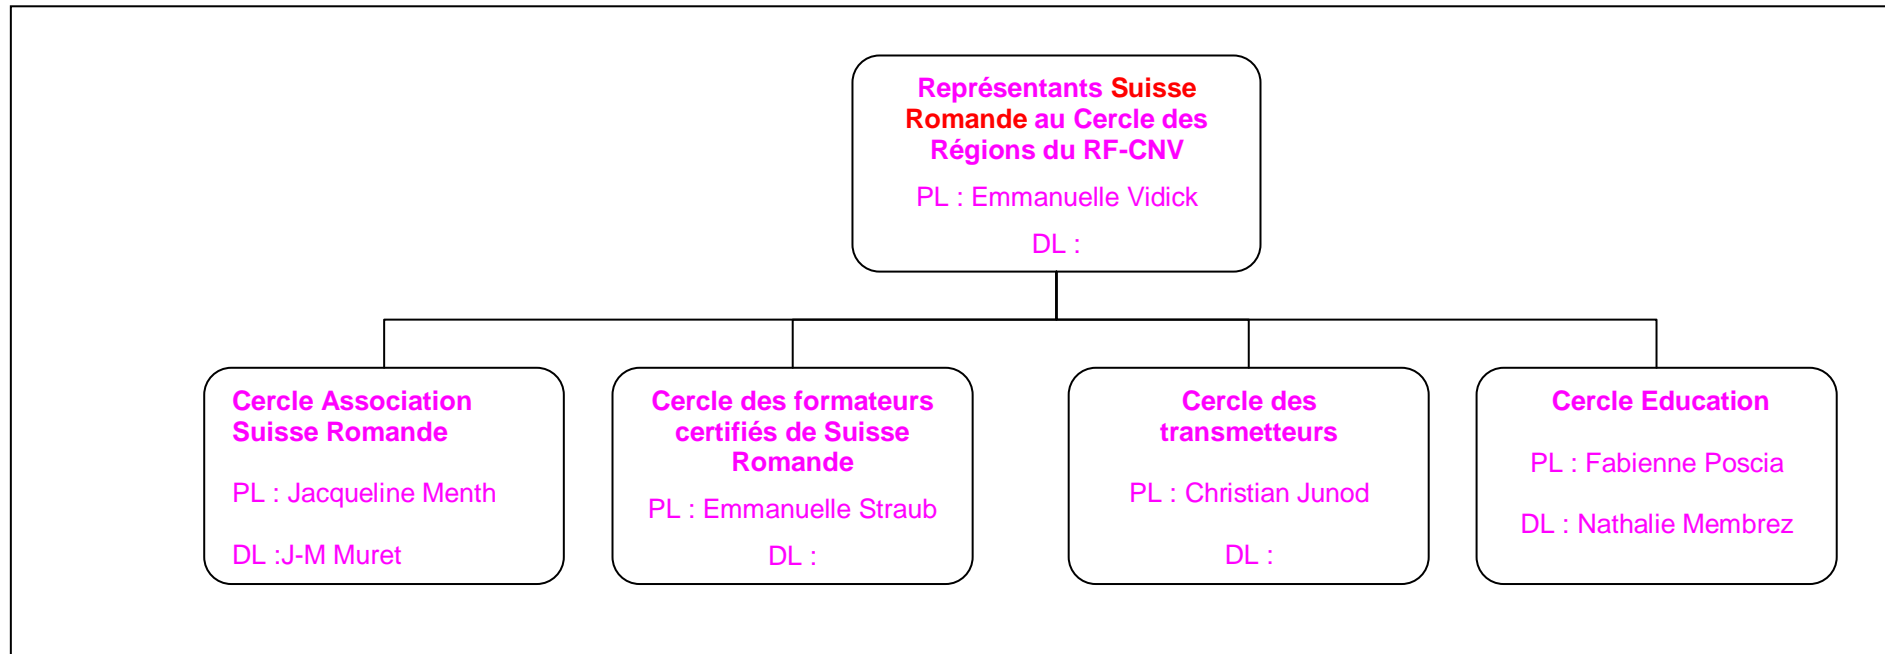 Représentants Suisse
Romande au Cercle des
Régions du RF-CNV
PL : Emmanuelle Vidick
DL :
Cercle Association
Suisse Romande
PL : Jacqueline Menth
DL :J-M Muret
Cercle des formateurs
certifiés de Suisse
Romande
PL : Emmanuelle Straub
DL :
Cercle des
transmetteurs
PL : Christian Junod
DL :
Cercle Education
PL : Fabienne Poscia
DL : Nathalie Membrez